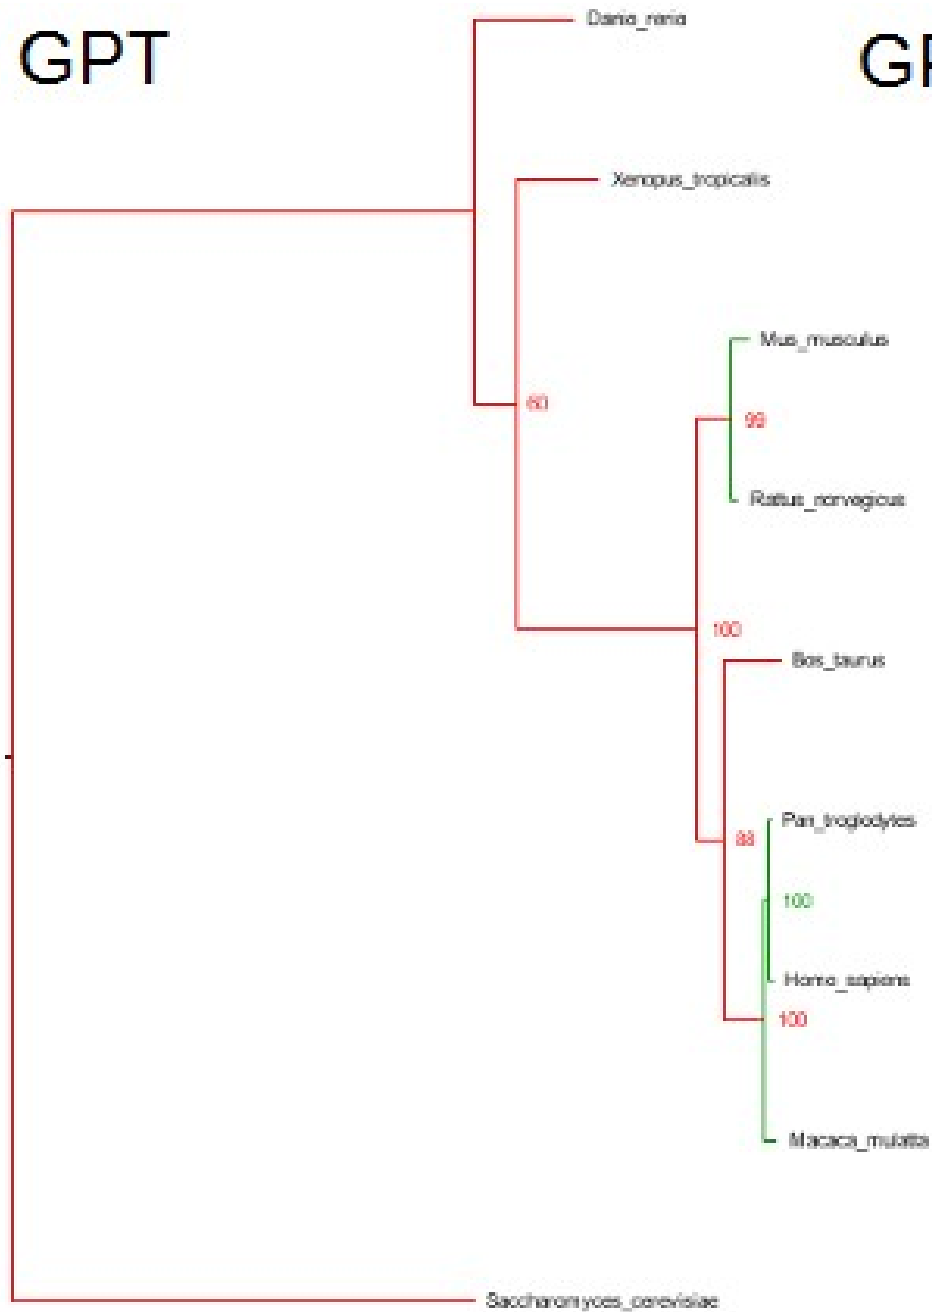 Danio_rerio
GPT
Xenopus_tropicalis
Mus_musculus
60
99
Rattus_norvegicus
100
Bos_taurus
Pan_troglodytes
88
100
Homo_sapiens
100
Macaca_mulatta
Saccharomyces_cerevisiae